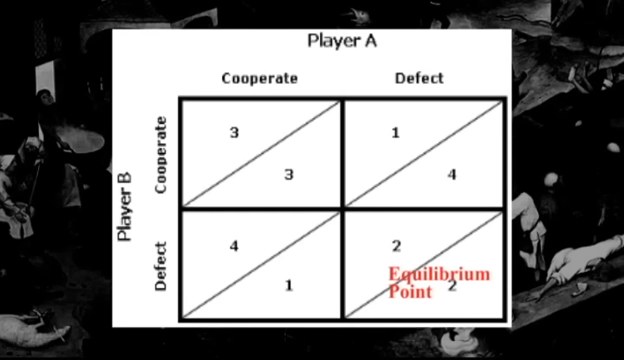 Player A
Cooperate Defect
Player B
Cooperate
3
3
1
4
Defect
4
1
2
Equilibrium
Point
2